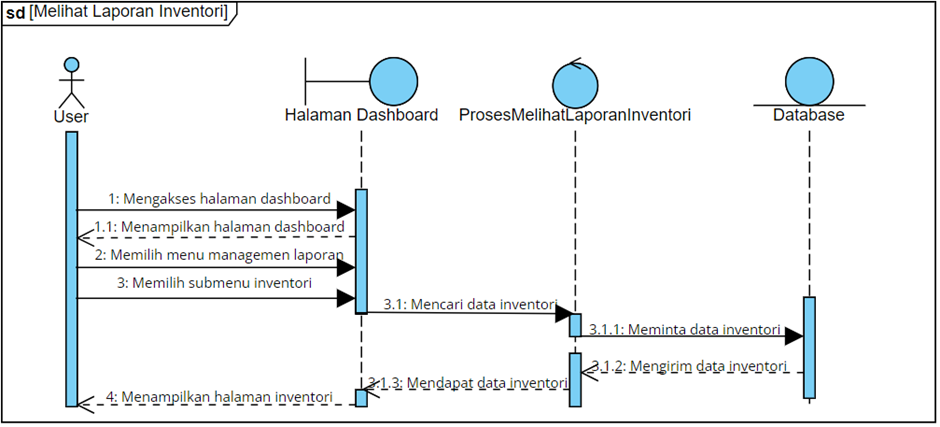 sd [Melihat Laporan Inventori]
User
Halaman Dashboard
ProsesMelihatLaporanInventori
Database
1: Mengakses halaman dashboard
1.1: Menampilkan halaman dashboard
2: Memilih menu managemen laporan
3: Memilih submenu inventori
3.1: Mencari data inventori
3.1.1: Meminta data inventori
3.1.2: Mengirim data inventori
3.1.3: Mendapat data inventori
4: Menampilkan halaman inventori